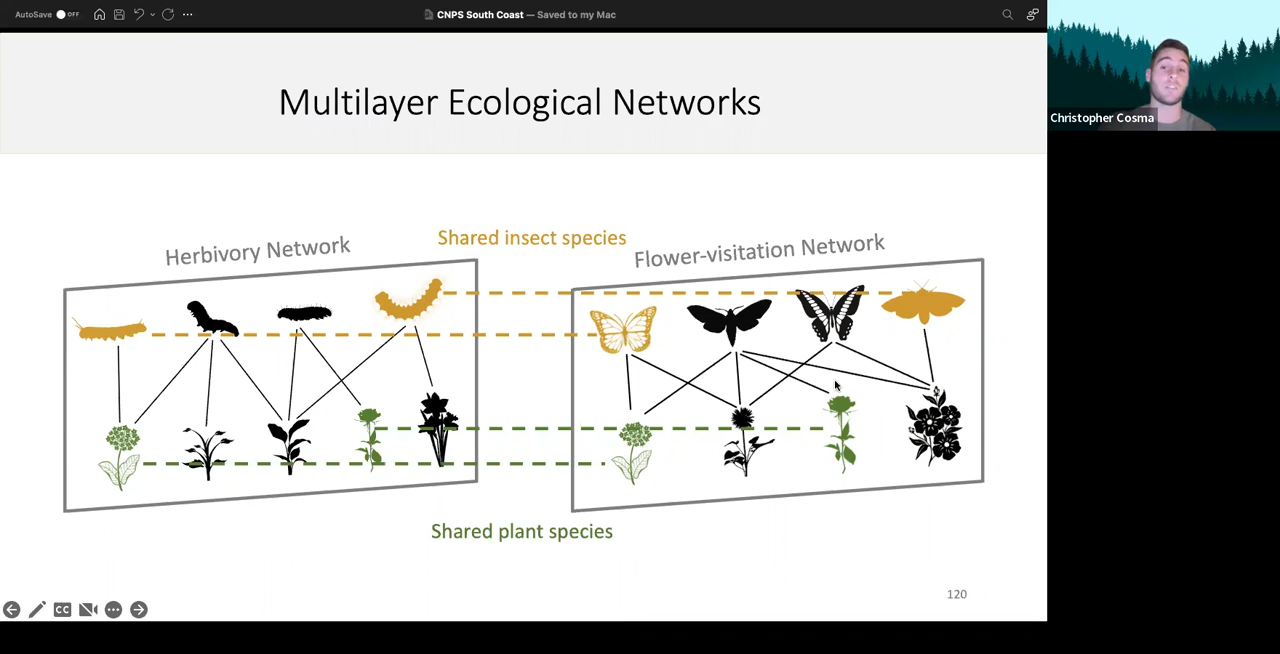 AutoSave OFF
CNPS South Coast — Saved to my Mac
Multilayer Ecological Networks
Christopher Cosma
Herbivory Network
Shared insect species
Flower-visitation Network
Shared plant species
120
CC